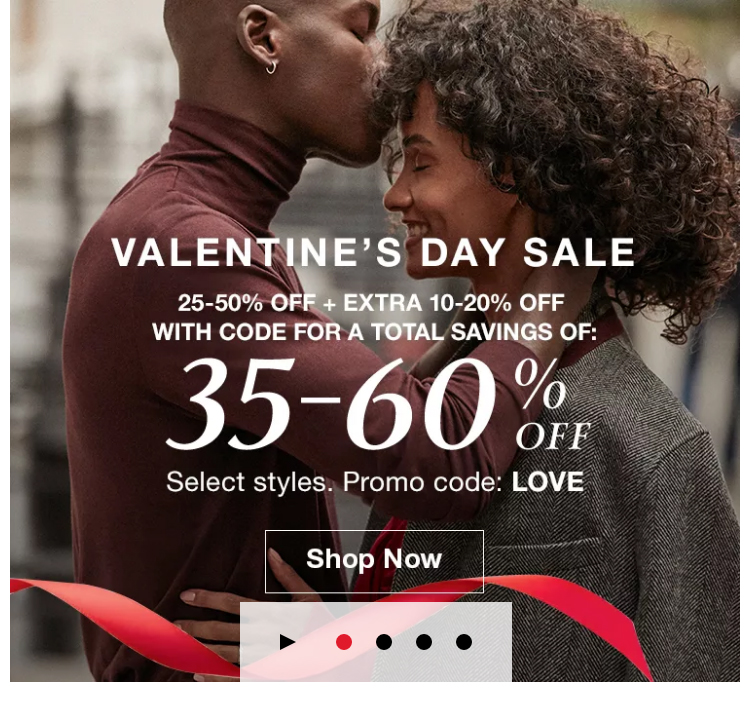 VALENTINE'S DAY SALE
25-50% OFF + EXTRA 10-20% OFF
WITH CODE FOR A TOTAL SAVINGS OF:
35–60% OFF
Select styles. Promo code: LOVE
Shop Now